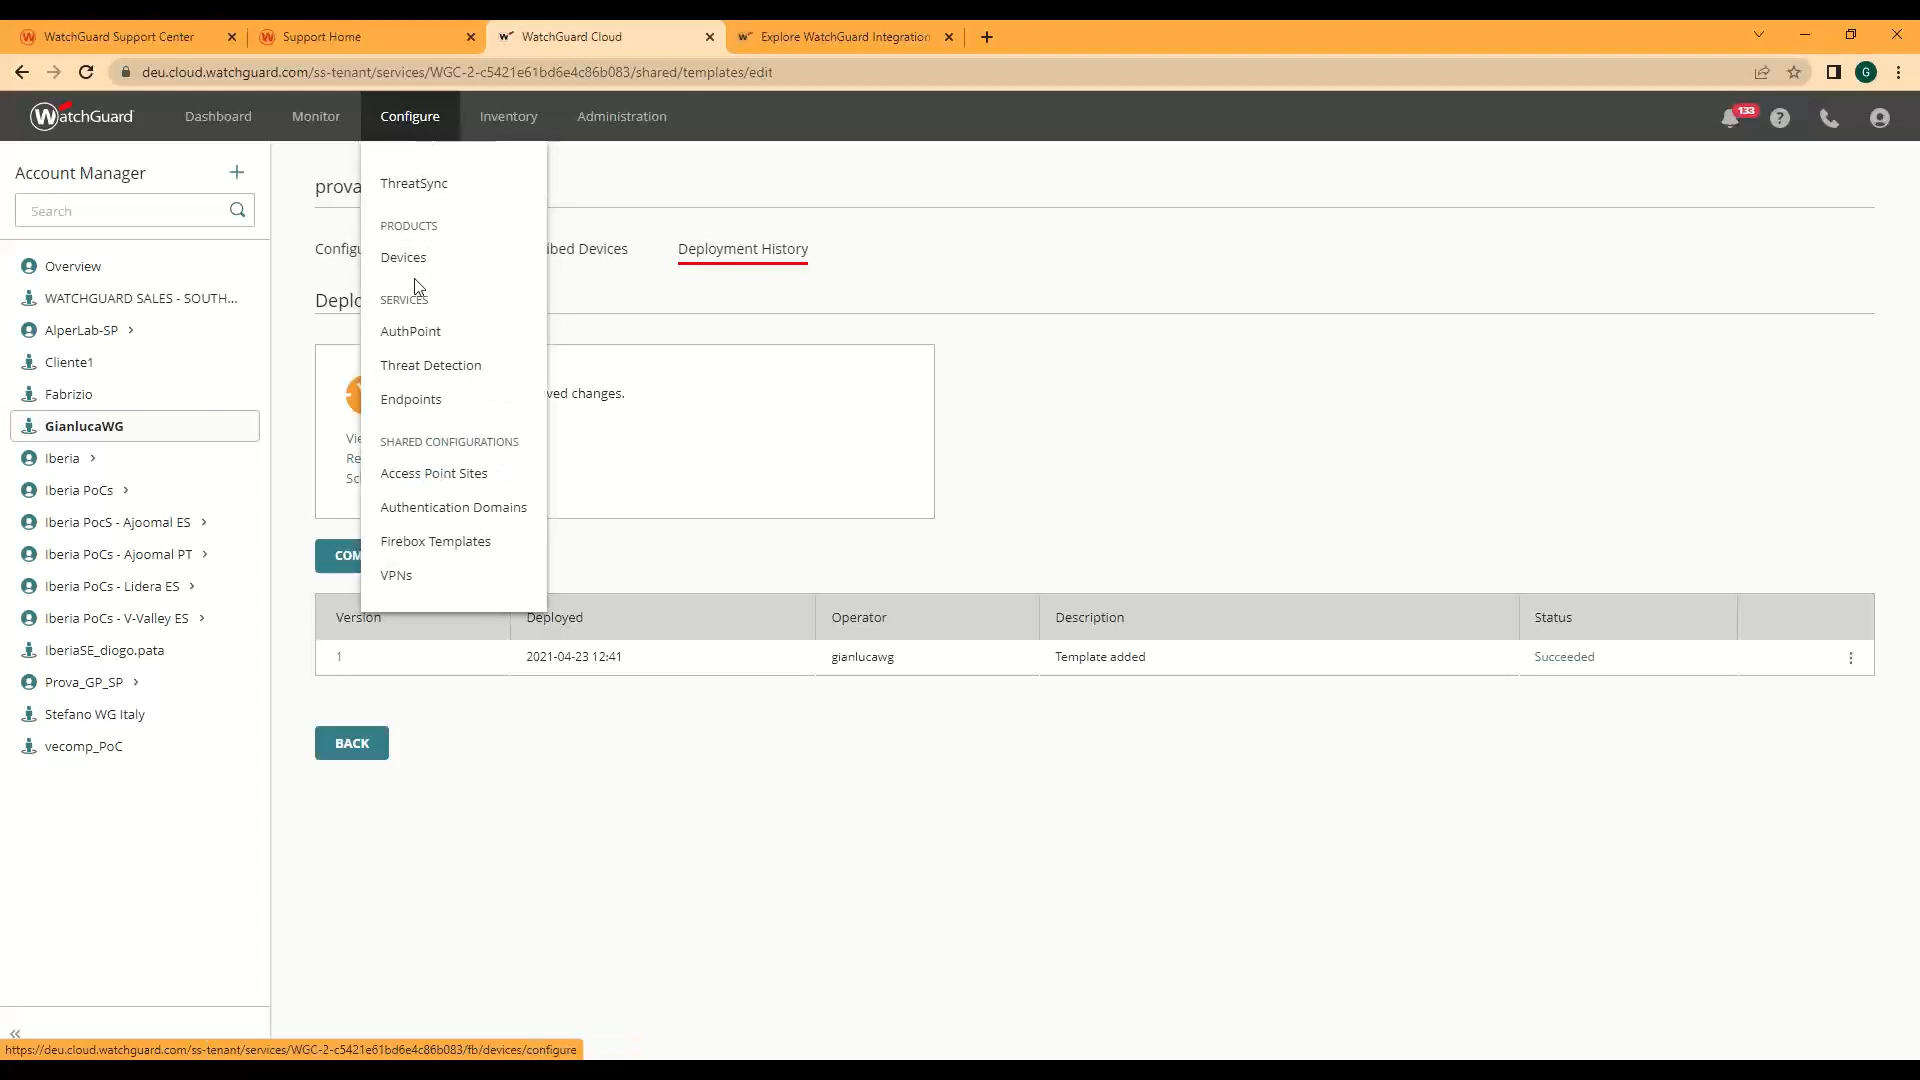 WatchGuard Support Center
Support Home
WatchGuard Cloud
Explore WatchGuard Integration
deu.cloud.watchguard.com/ss-tenant/services/WGC-2-c5421e61bd6e4c86b083/shared/templates/edit
G
WatchGuard
Dashboard
Monitor
Configure
Inventory
Administration
133
Account Manager
Search
Overview
WATCHGUARD SALES - SOUTH...
AlperLab-SP
Cliente1
Fabrizio
GianlucaWG
Iberia
Iberia PoCs
Iberia PocS - Ajoomal ES
Iberia PoCs - Ajoomal PT
Iberia PoCs - Lidera ES
Iberia PoCs - V-Valley ES
IberiaSE_diogo.pata
Prova_GP_SP
Stefano WG Italy
vecomp_PoC
ThreatSync
PRODUCTS
Devices
SERVICES
AuthPoint
Threat Detection
Endpoints
SHARED CONFIGURATIONS
Access Point Sites
Authentication Domains
Firebox Templates
VPNs
prova
Configu
ibed Devices
Deployment History
Deplo
ved changes.
Vie
Re
Sc
COM
Version
Deployed
Operator
Description
Status
1
2021-04-23 12:41
gianlucawg
Template added
Succeeded
BACK
https://deu.cloud.watchguard.com/ss-tenant/services/WGC-2-c5421e61bd6e4c86b083/fb/devices/configure